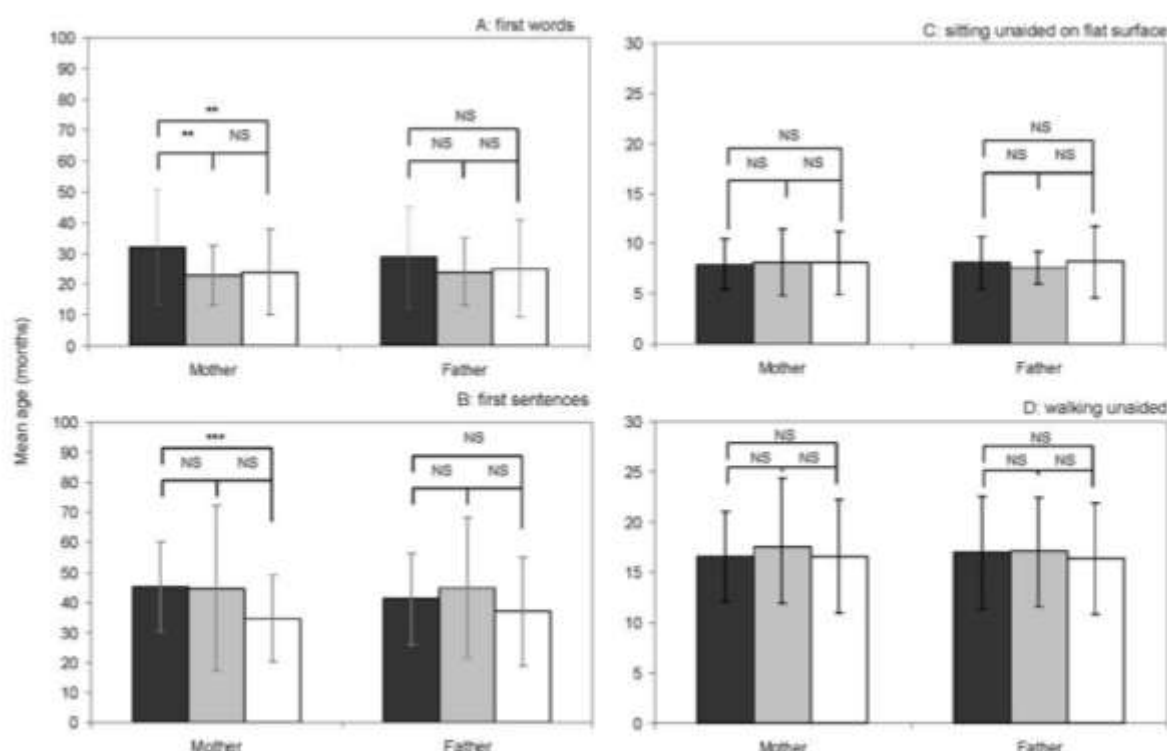 A: first words
100
90
80
70
60
50
40
30
20
10
0
**
** NS
NS
NS NS
Mother Father
C: sitting unaided on flat surface
30
25
20
15
10
5
0
NS
NS NS
NS
NS NS
Mother Father
Mean age (months)
B: first sentences
100
90
80
70
60
50
40
30
20
10
0
***
NS NS
NS
NS NS
Mother Father
D: walking unaided
30
25
20
15
10
5
0
NS
NS NS
NS
NS NS
Mother Father